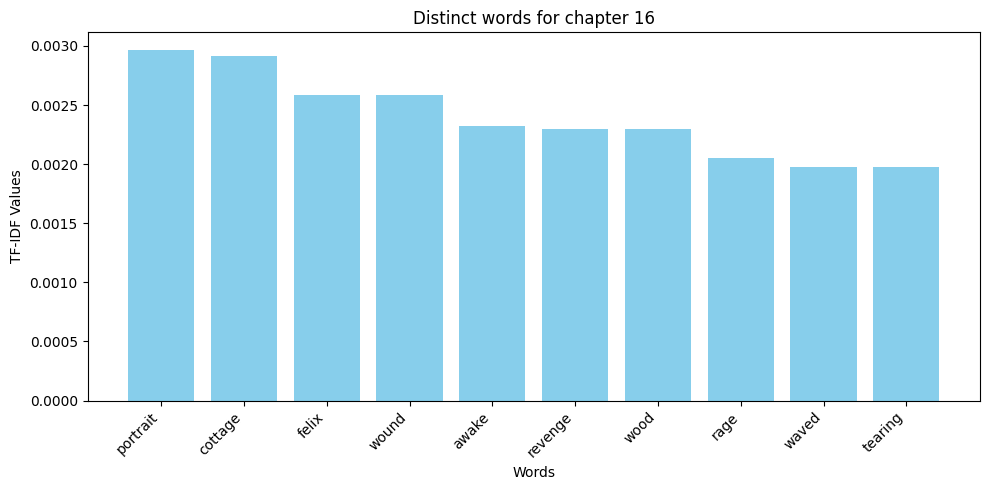 Distinct words for chapter 16
TF-IDF Values
0.0030
0.0025
0.0020
0.0015
0.0010
0.0005
0.0000
portrait
cottage
felix
wound
awake
revenge
wood
rage
waved
tearing
Words